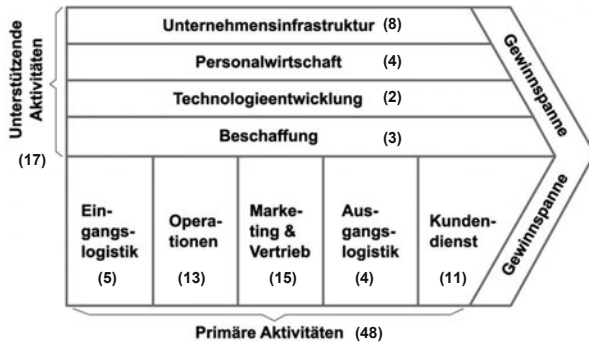 Unternehmensinfrastruktur (8)
Personalwirtschaft (4)
Technologieentwicklung (2)
Beschaffung (3)
Unterstützende
Aktivitäten
(17)
Gewinnspanne
Gewinnspanne
Ein-
gangs-
logistik
(5)
Opera-
tionen
(13)
Marke-
ting &
Vertrieb
(15)
Aus-
gangs-
logistik
(4)
Kunden-
dienst
(11)
Primäre Aktivitäten (48)